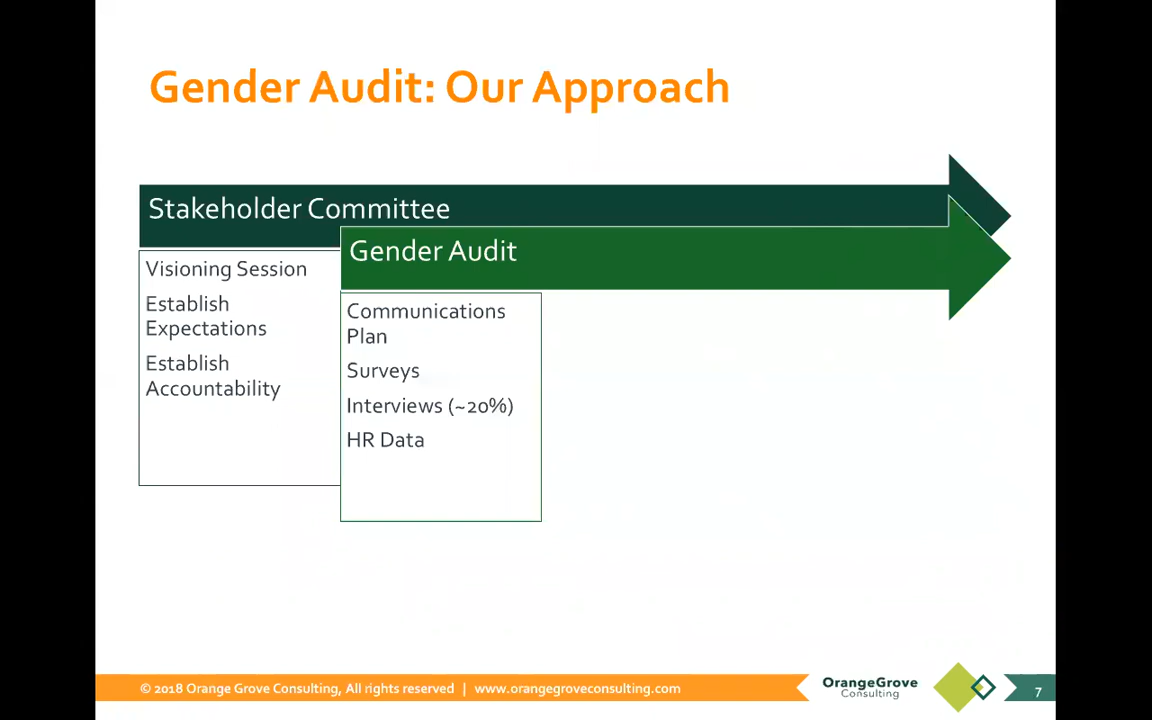 Gender Audit: Our Approach
Stakeholder Committee
Gender Audit
Visioning Session
Establish
Expectations
Establish
Accountability
Communications
Plan
Surveys
Interviews (~20%)
HR Data
© 2018 Orange Grove Consulting, All rights reserved | www.orangegroveconsulting.com
OrangeGrove
Consulting
7